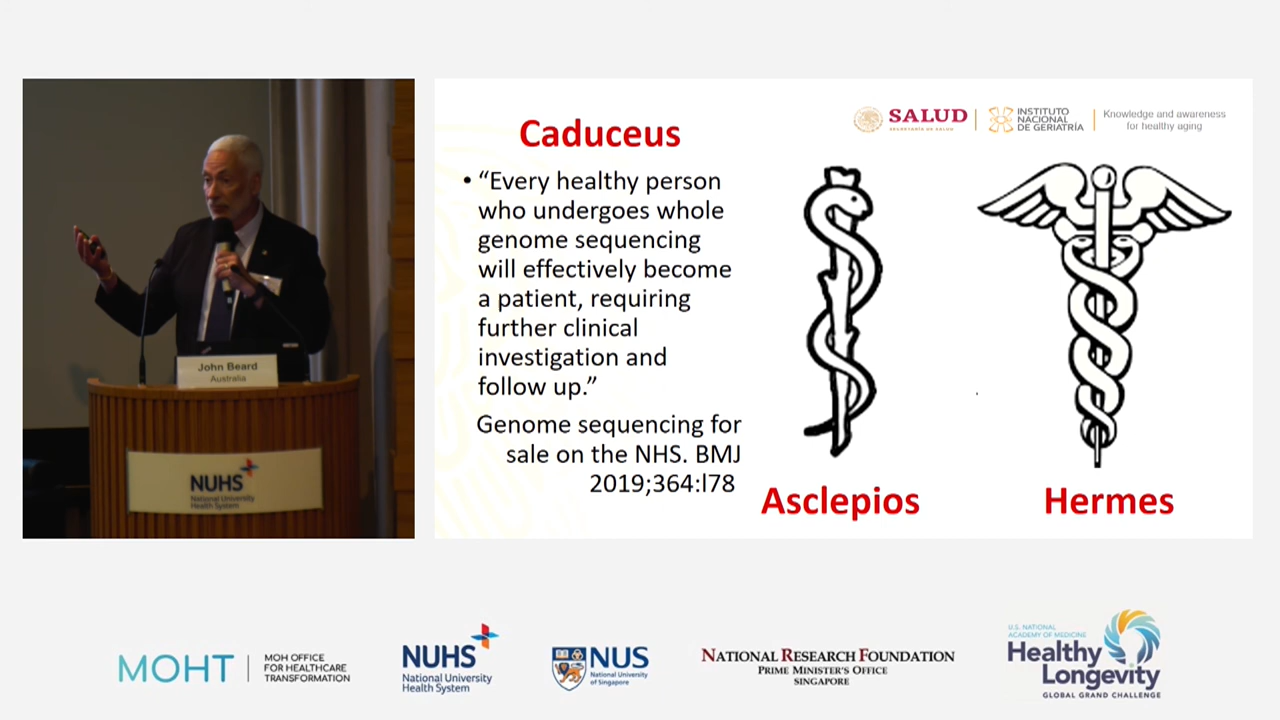 John Beard
Australia
NUHS
National University
Health System
Caduceus
• “Every healthy person
who undergoes whole
genome sequencing
will effectively become
a patient, requiring
further clinical
investigation and
follow up.”
Genome sequencing for
sale on the NHS. BMJ
2019;364:l78
SALUD
SECRETARÍA DE SALUD
INSTITUTO
NACIONAL
DE GERIATRÍA
Knowledge and awareness
for healthy aging
Asclepios
Hermes
MOHT
MOH OFFICE
FOR HEALTHCARE
TRANSFORMATION
NUHS
National University
Health System
NUS
National University
of Singapore
NATIONAL RESEARCH FOUNDATION
PRIME MINISTER'S OFFICE
SINGAPORE
U.S. NATIONAL
ACADEMY OF MEDICINE
Healthy
Longevity
GLOBAL GRAND CHALLENGE